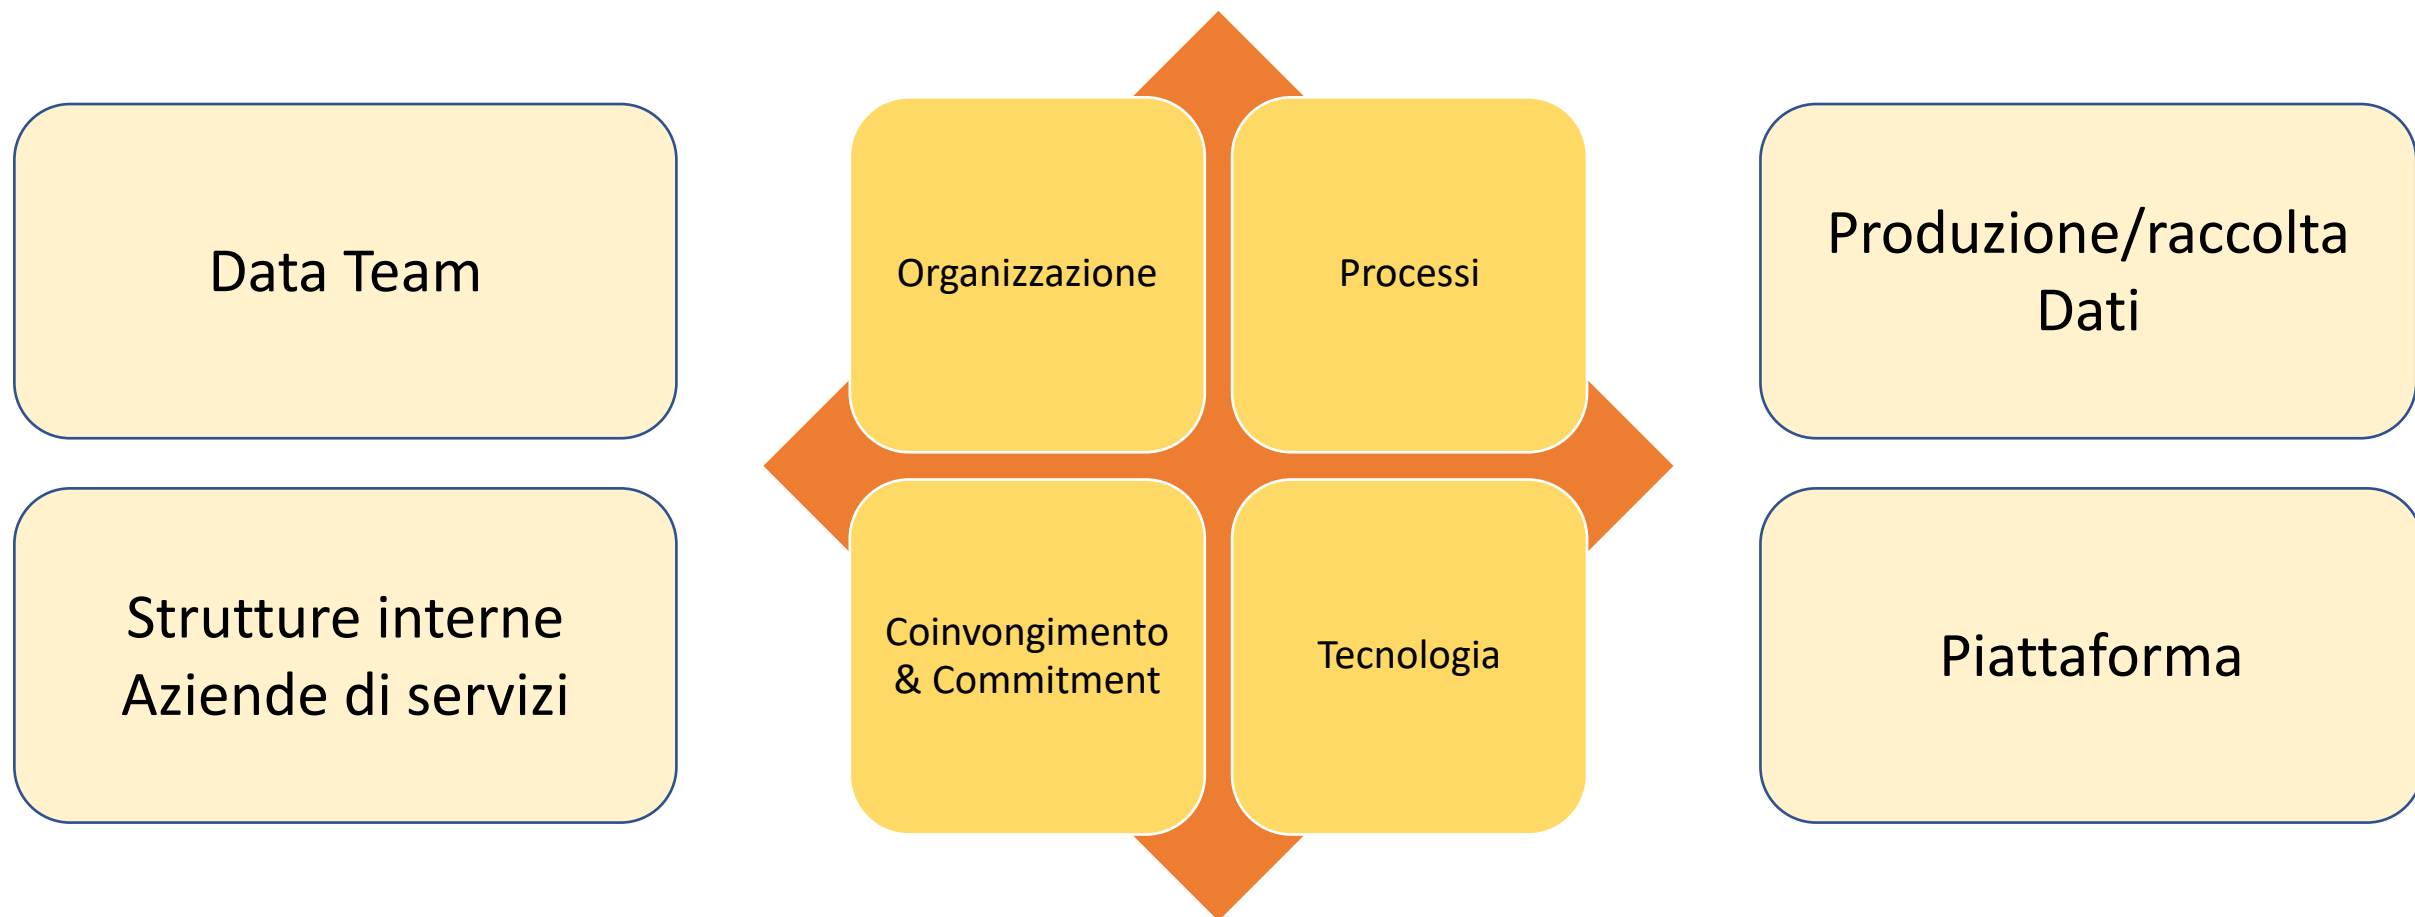 Data Team
Organizzazione
Processi
Produzione/raccolta
Dati
Strutture interne
Aziende di servizi
Coinvongimento
& Commitment
Tecnologia
Piattaforma